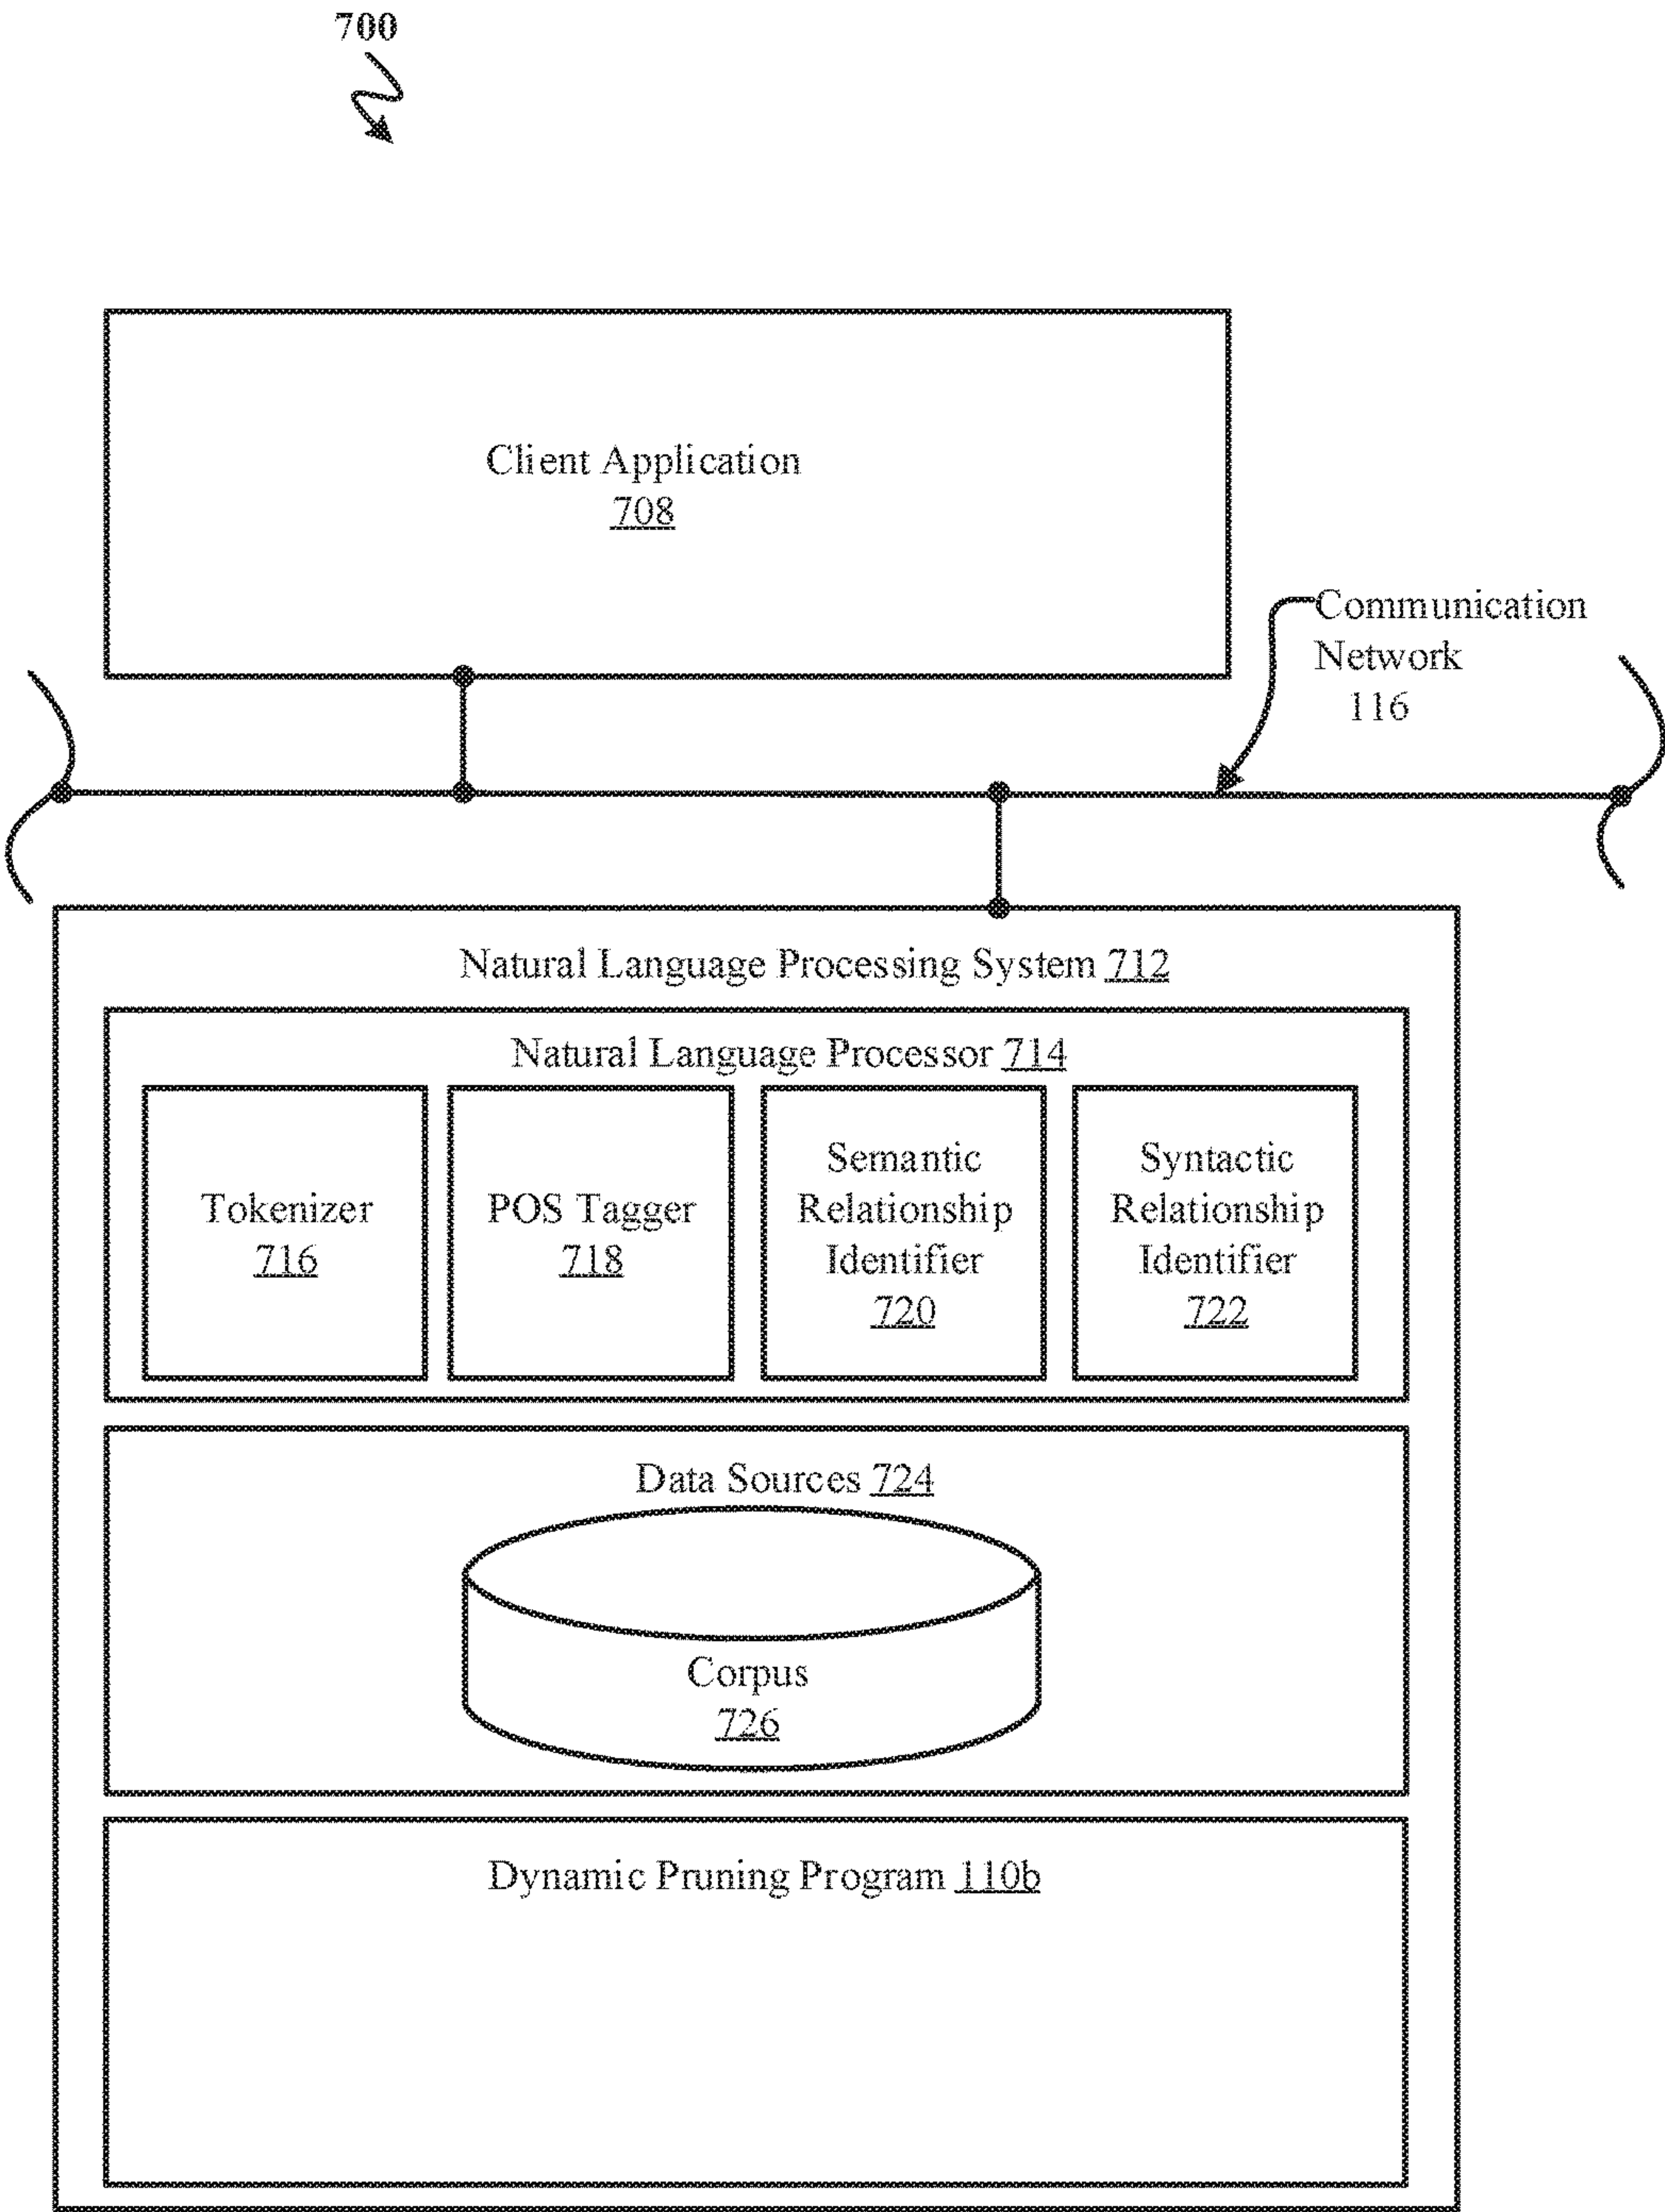 700
Client Application
708
Communication
Network
116
Natural Language Processing System 712
Natural Language Processor 714
Tokenizer
716
POS Tagger
718
Semantic
Relationship
Identifier
720
Syntactic
Relationship
Identifier
722
Data Sources 724
Corpus
726
Dynamic Pruning Program 110b